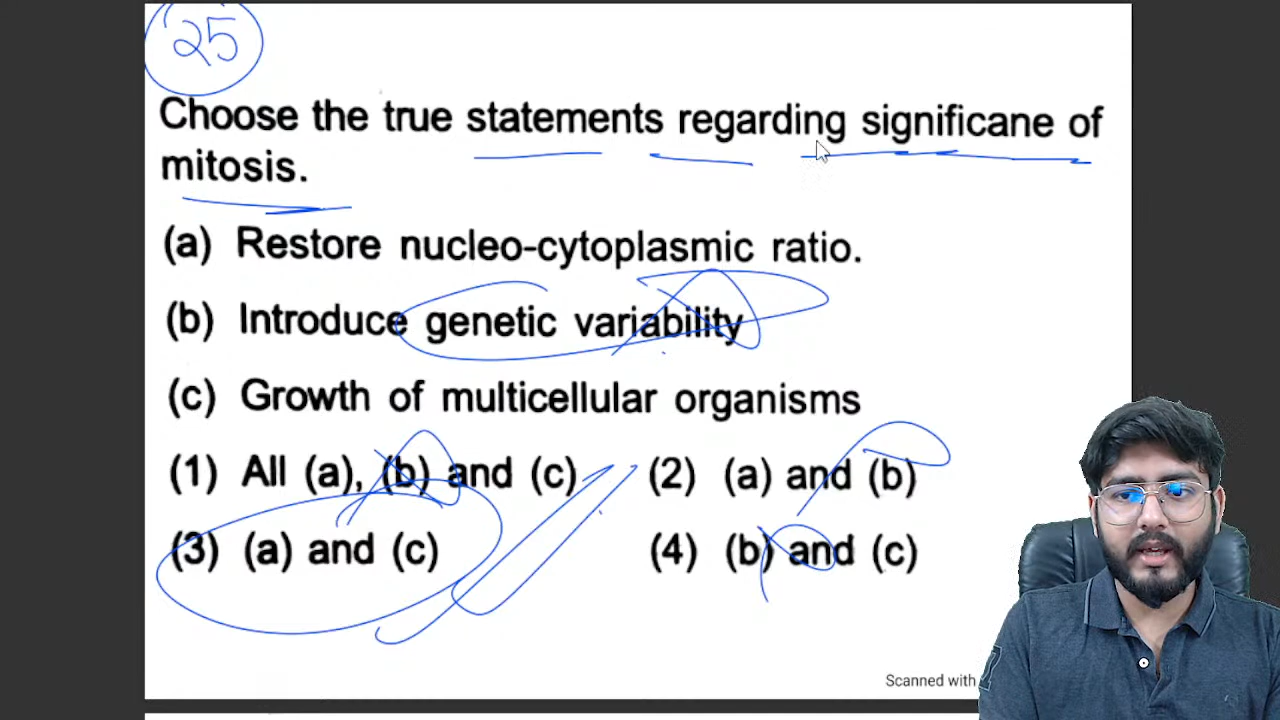 25
Choose the true statements regarding significane of
mitosis.
(a) Restore nucleo-cytoplasmic ratio.
(b) Introduce genetic variability
(c) Growth of multicellular organisms
(1) All (a), (b) and (c) (2) (a) and (b)
(3) (a) and (c) (4) (b) and (c)
Scanned with